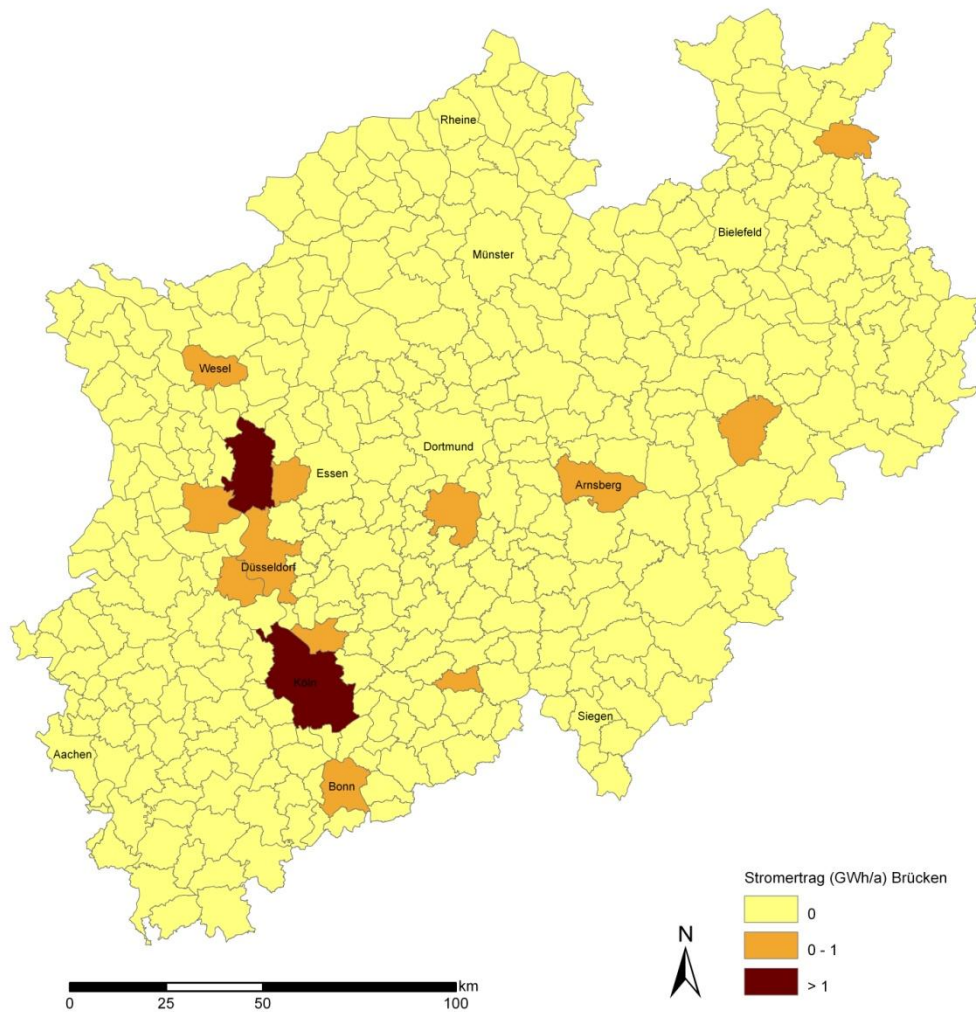 Rheine
Bielefeld
Münster
Wesel
Dortmund
Essen
Arnsberg
Düsseldorf
Köln
Siegen
Aachen
Bonn
Stromertrag (GWh/a) Brücken
0
0 - 1
> 1
N
km
0 25 50 100